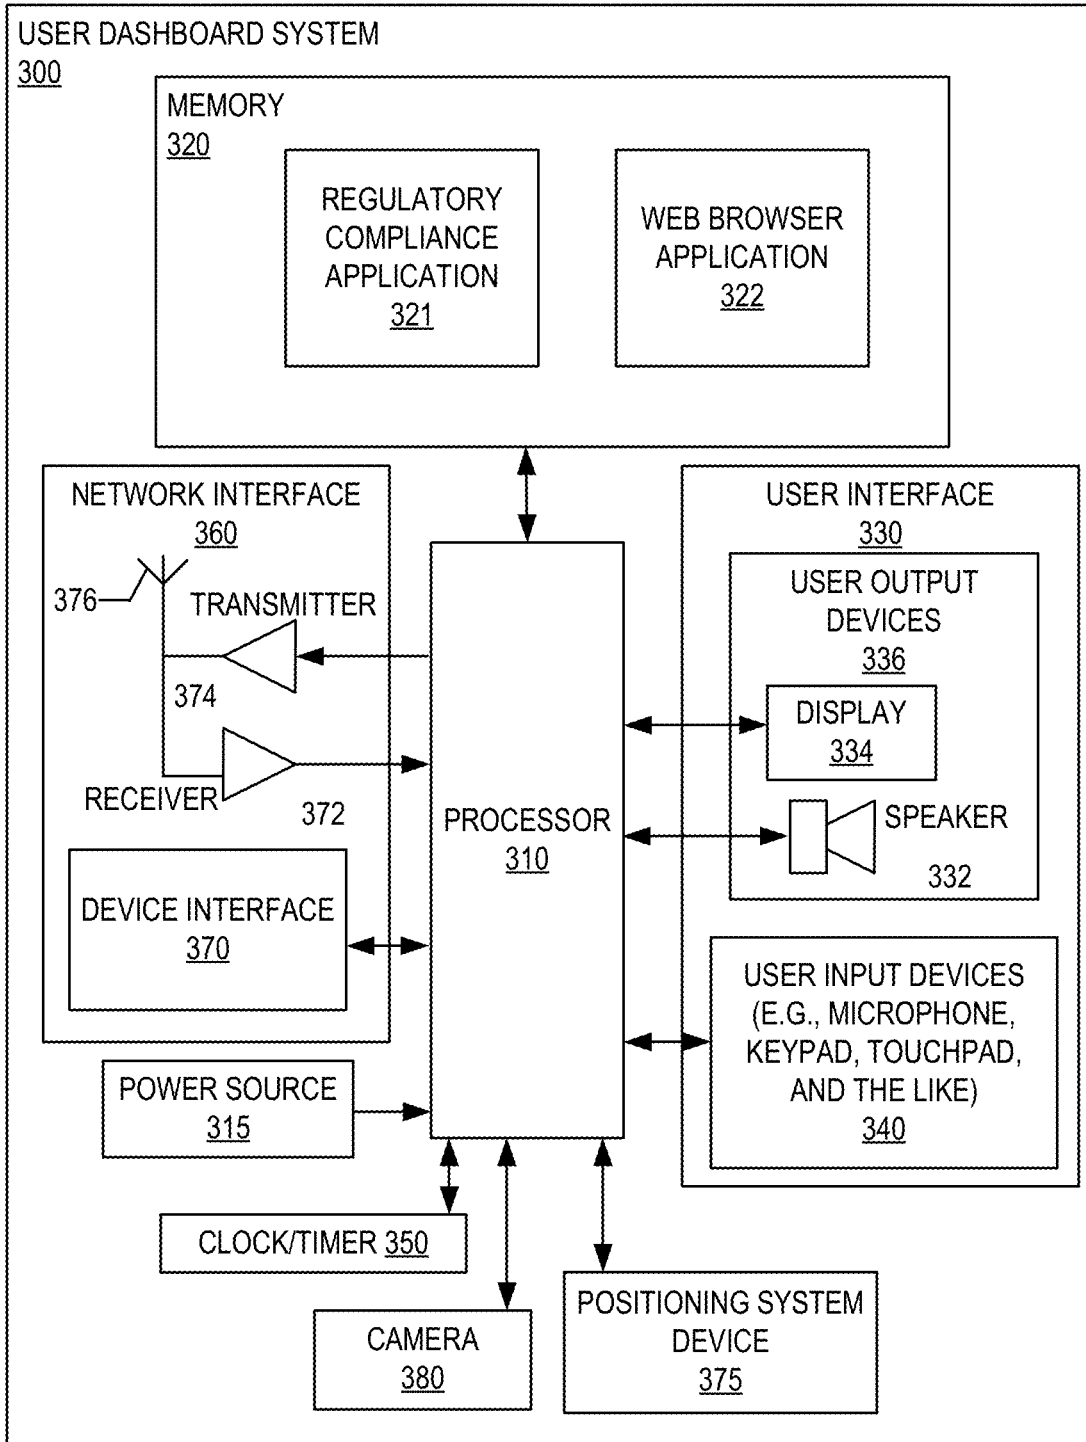 USER DASHBOARD SYSTEM
300
MEMORY
320
REGULATORY
COMPLIANCE
APPLICATION
321
WEB BROWSER
APPLICATION
322
NETWORK INTERFACE
360
376
TRANSMITTER
374
RECEIVER
372
DEVICE INTERFACE
370
POWER SOURCE
315
PROCESSOR
310
USER INTERFACE
330
USER OUTPUT
DEVICES
336
DISPLAY
334
SPEAKER
332
USER INPUT DEVICES
(E.G., MICROPHONE,
KEYPAD, TOUCHPAD,
AND THE LIKE)
340
CLOCK/TIMER 350
CAMERA
380
POSITIONING SYSTEM
DEVICE
375